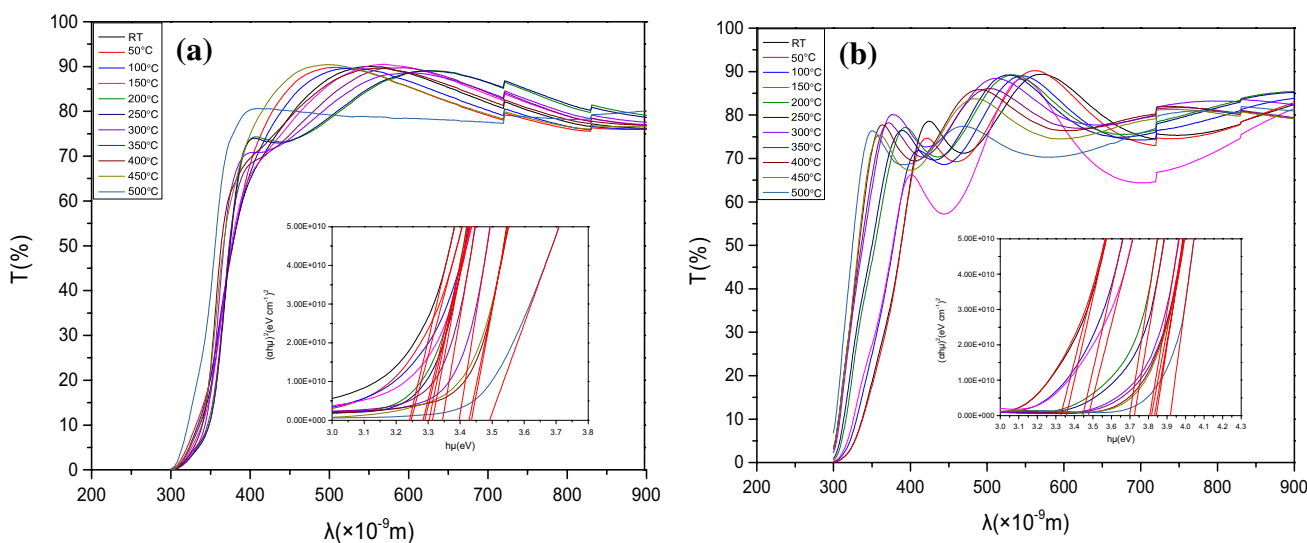 (a)
T(%)
100
90
80
70
60
50
40
30
20
10
0
RT
50°C
100°C
150°C
200°C
250°C
300°C
350°C
400°C
450°C
500°C
(αhμ)²(eV cm⁻¹)²
5.00E+010
4.00E+010
3.00E+010
2.00E+010
1.00E+010
0.00E+000
3.0 3.1 3.2 3.3 3.4 3.5 3.6 3.7 3.8
hμ(eV)
200 300 400 500 600 700 800 900
λ(×10⁻⁹m)
(b)
T(%)
100
90
80
70
60
50
40
30
20
10
0
RT
50°C
100°C
150°C
200°C
250°C
300°C
350°C
400°C
450°C
500°C
(αhμ)²(eV cm⁻¹)²
5.00E+010
4.00E+010
3.00E+010
2.00E+010
1.00E+010
0.00E+000
3.0 3.1 3.2 3.3 3.4 3.5 3.6 3.7 3.8 3.9 4.0 4.1 4.2 4.3
hμ(eV)
200 300 400 500 600 700 800 900
λ(×10⁻⁹m)